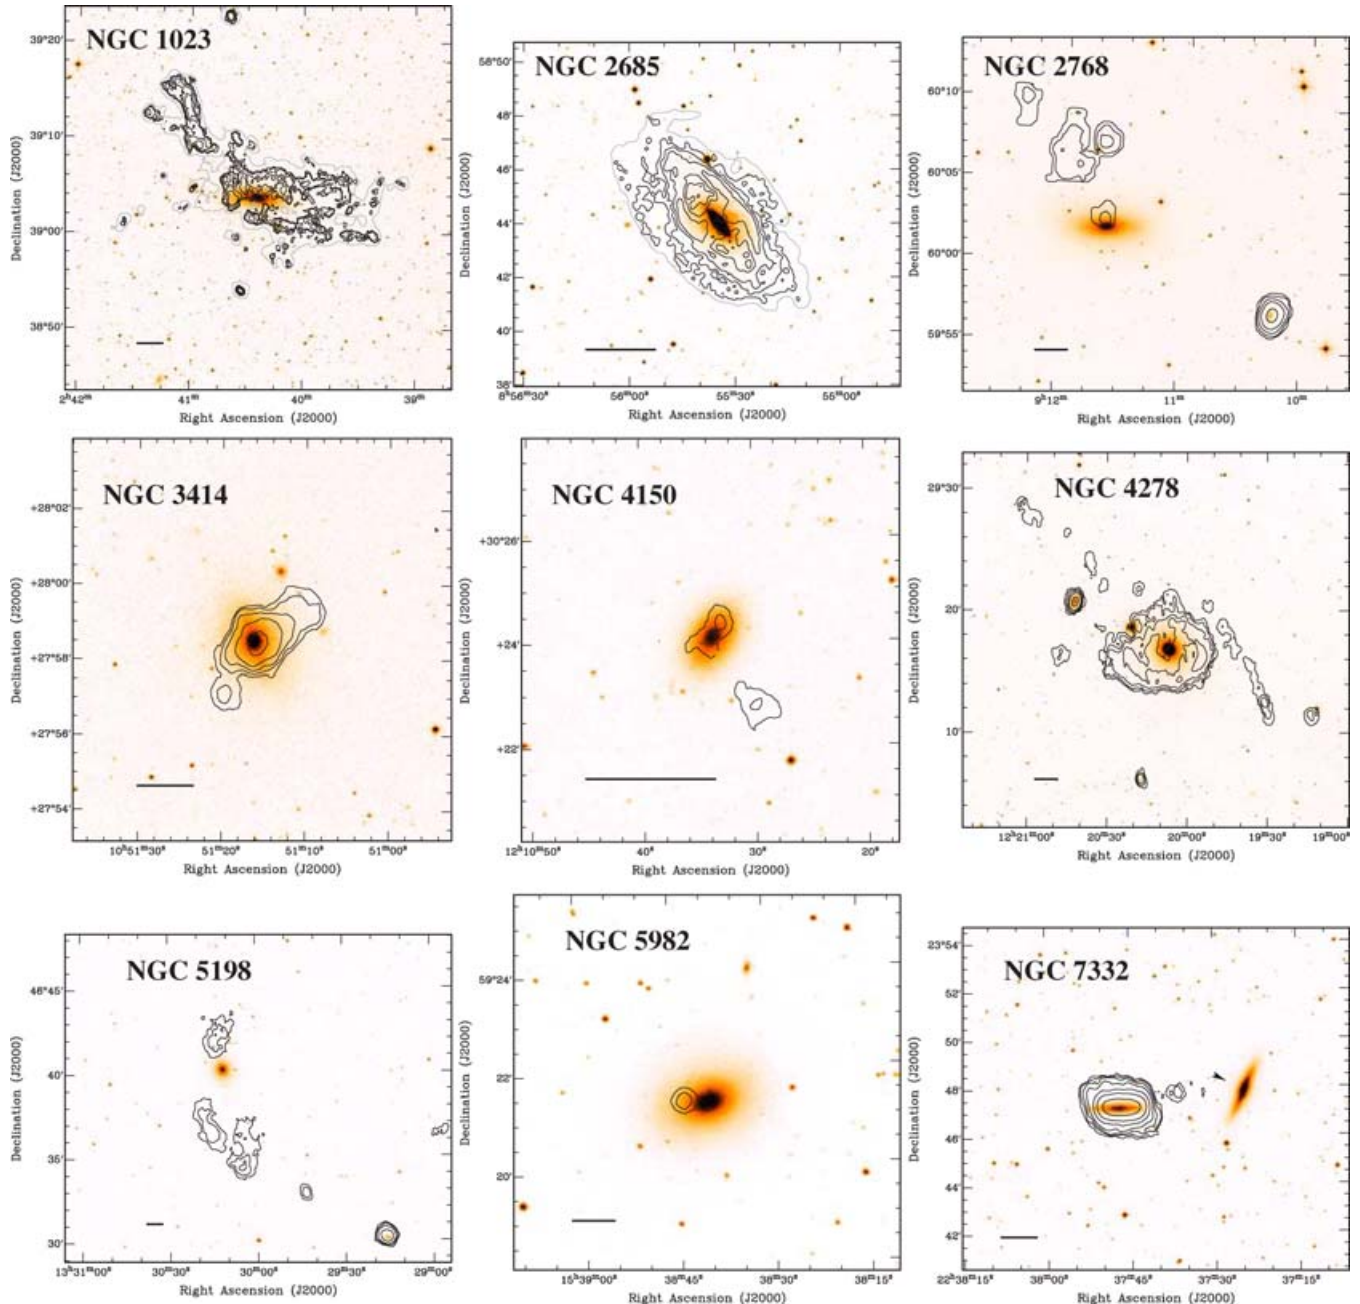 NGC 1023
39°20'
39°10'
39°00'
38°50'
2ʰ42ᵐ 41ᵐ 40ᵐ 39ᵐ
Right Ascension (J2000)
Declination (J2000)
NGC 2685
58°50'
48'
46'
44'
42'
40'
38'
8ʰ56ᵐ30ˢ 56ᵐ00ˢ 55ᵐ30ˢ 55ᵐ00ˢ
Right Ascension (J2000)
Declination (J2000)
NGC 2768
60°10'
60°05'
60°00'
59°55'
9ʰ12ᵐ 11ᵐ 10ᵐ
Right Ascension (J2000)
Declination (J2000)
NGC 3414
+28°02'
+28°00'
+27°58'
+27°56'
+27°54'
10ʰ51ᵐ30ˢ 51ᵐ20ˢ 51ᵐ10ˢ 51ᵐ00ˢ
Right Ascension (J2000)
Declination (J2000)
NGC 4150
+30°26'
+24'
+22'
12ʰ10ᵐ50ˢ 40ˢ 30ˢ 20ˢ
Right Ascension (J2000)
Declination (J2000)
NGC 4278
29°30'
20'
10'
12ʰ21ᵐ00ˢ 20ᵐ30ˢ 20ᵐ00ˢ 19ᵐ30ˢ 19ᵐ00ˢ
Right Ascension (J2000)
Declination (J2000)
NGC 5198
46°45'
40'
35'
30'
13ʰ31ᵐ00ˢ 30ᵐ30ˢ 30ᵐ00ˢ 29ᵐ30ˢ 29ᵐ00ˢ
Right Ascension (J2000)
Declination (J2000)
NGC 5982
59°24'
22'
20'
15ʰ39ᵐ00ˢ 38ᵐ45ˢ 38ᵐ30ˢ 38ᵐ15ˢ
Right Ascension (J2000)
Declination (J2000)
NGC 7332
23°54'
52'
50'
48'
46'
44'
42'
22ʰ38ᵐ15ˢ 38ᵐ00ˢ 37ᵐ45ˢ 37ᵐ30ˢ 37ᵐ15ˢ
Right Ascension (J2000)
Declination (J2000)